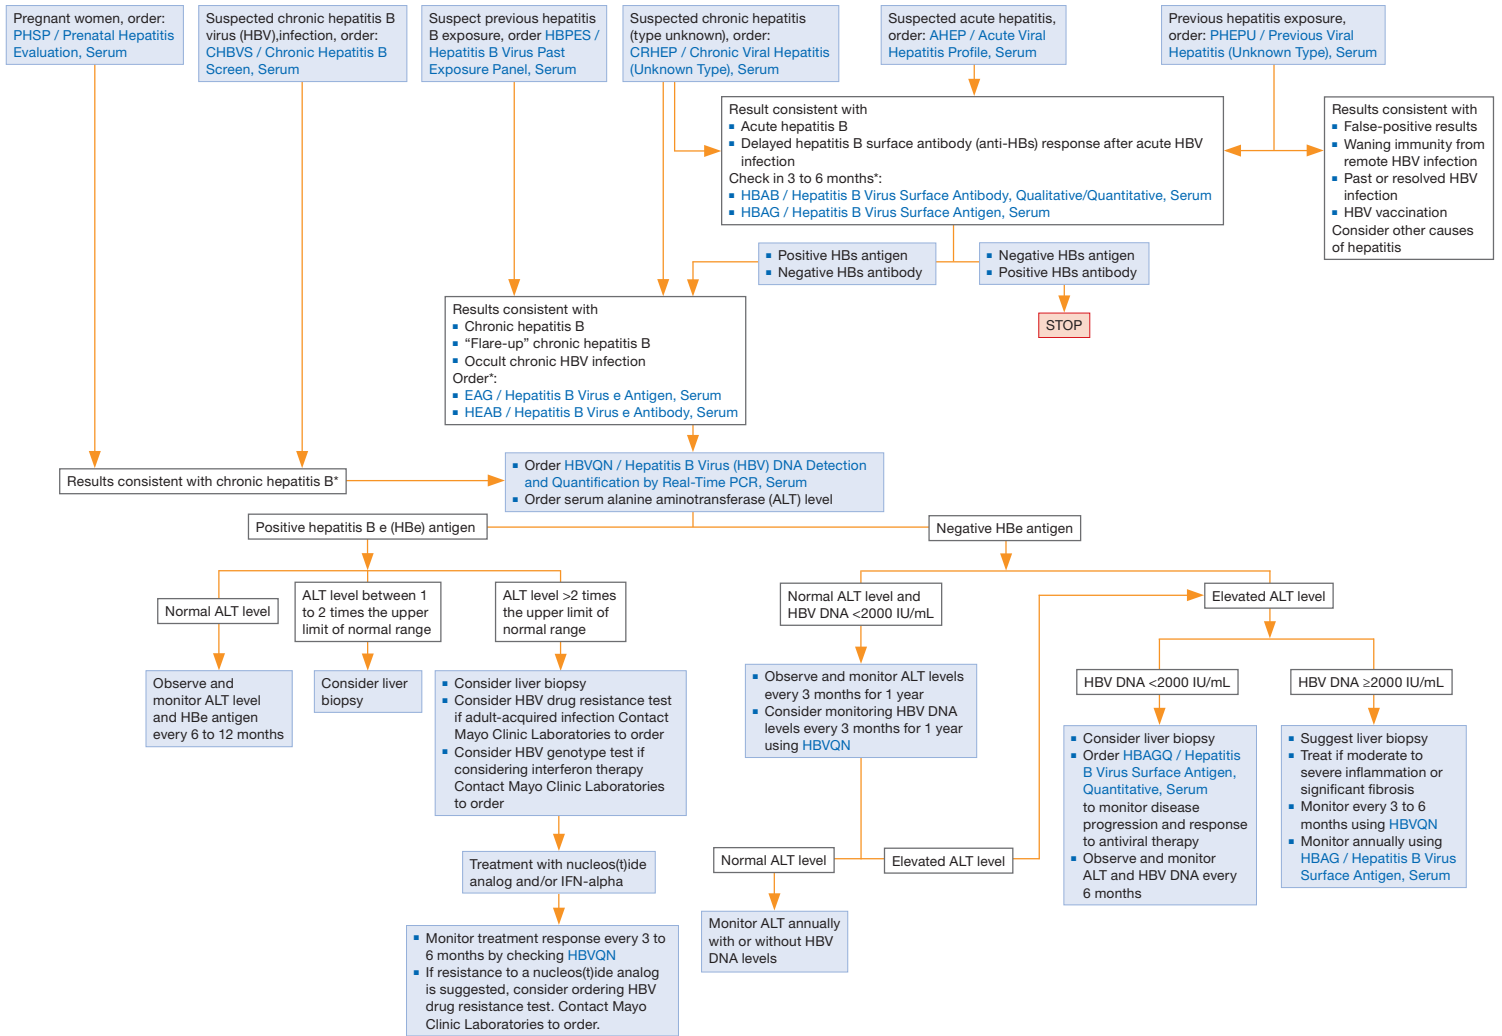 Pregnant women, order:
PHSP / Prenatal Hepatitis
Evaluation, Serum
Suspected chronic hepatitis B
virus (HBV),infection, order:
CHBVS / Chronic Hepatitis B
Screen, Serum
Suspect previous hepatitis
B exposure, order HBPES /
Hepatitis B Virus Past
Exposure Panel, Serum
Suspected chronic hepatitis
(type unknown), order:
CRHEP / Chronic Viral Hepatitis
(Unknown Type), Serum
Suspected acute hepatitis,
order: AHEP / Acute Viral
Hepatitis Profile, Serum
Previous hepatitis exposure,
order: PHEPU / Previous Viral
Hepatitis (Unknown Type), Serum
Result consistent with
▪ Acute hepatitis B
▪ Delayed hepatitis B surface antibody (anti-HBs) response after acute HBV
infection
Check in 3 to 6 months*:
▪ HBAB / Hepatitis B Virus Surface Antibody, Qualitative/Quantitative, Serum
▪ HBAG / Hepatitis B Virus Surface Antigen, Serum
Results consistent with
▪ False-positive results
▪ Waning immunity from
remote HBV infection
▪ Past or resolved HBV
infection
▪ HBV vaccination
Consider other causes
of hepatitis
▪ Positive HBs antigen
▪ Negative HBs antibody
▪ Negative HBs antigen
▪ Positive HBs antibody
STOP
Results consistent with
▪ Chronic hepatitis B
▪ “Flare-up” chronic hepatitis B
▪ Occult chronic HBV infection
Order*:
▪ EAG / Hepatitis B Virus e Antigen, Serum
▪ HEAB / Hepatitis B Virus e Antibody, Serum
Results consistent with chronic hepatitis B*
▪ Order HBVQN / Hepatitis B Virus (HBV) DNA Detection
and Quantification by Real-Time PCR, Serum
▪ Order serum alanine aminotransferase (ALT) level
Positive hepatitis B e (HBe) antigen
Negative HBe antigen
Normal ALT level
ALT level between 1
to 2 times the upper
limit of normal range
ALT level >2 times
the upper limit of
normal range
Normal ALT level and
HBV DNA <2000 IU/mL
Elevated ALT level
Observe and
monitor ALT level
and HBe antigen
every 6 to 12 months
Consider liver
biopsy
▪ Consider liver biopsy
▪ Consider HBV drug resistance test
if adult-acquired infection Contact
Mayo Clinic Laboratories to order
▪ Consider HBV genotype test if
considering interferon therapy
Contact Mayo Clinic Laboratories
to order
▪ Observe and monitor ALT levels
every 3 months for 1 year
▪ Consider monitoring HBV DNA
levels every 3 months for 1 year
using HBVQN
HBV DNA <2000 IU/mL
HBV DNA ≥2000 IU/mL
▪ Consider liver biopsy
▪ Order HBAGQ / Hepatitis
B Virus Surface Antigen,
Quantitative, Serum
to monitor disease
progression and response
to antiviral therapy
▪ Observe and monitor
ALT and HBV DNA every
6 months
▪ Suggest liver biopsy
▪ Treat if moderate to
severe inflammation or
significant fibrosis
▪ Monitor every 3 to 6
months using HBVQN
▪ Monitor annually using
HBAG / Hepatitis B Virus
Surface Antigen, Serum
Treatment with nucleos(t)ide
analog and/or IFN-alpha
Normal ALT level
Elevated ALT level
▪ Monitor treatment response every 3 to
6 months by checking HBVQN
▪ If resistance to a nucleos(t)ide analog
is suggested, consider ordering HBV
drug resistance test. Contact Mayo
Clinic Laboratories to order.
Monitor ALT annually
with or without HBV
DNA levels